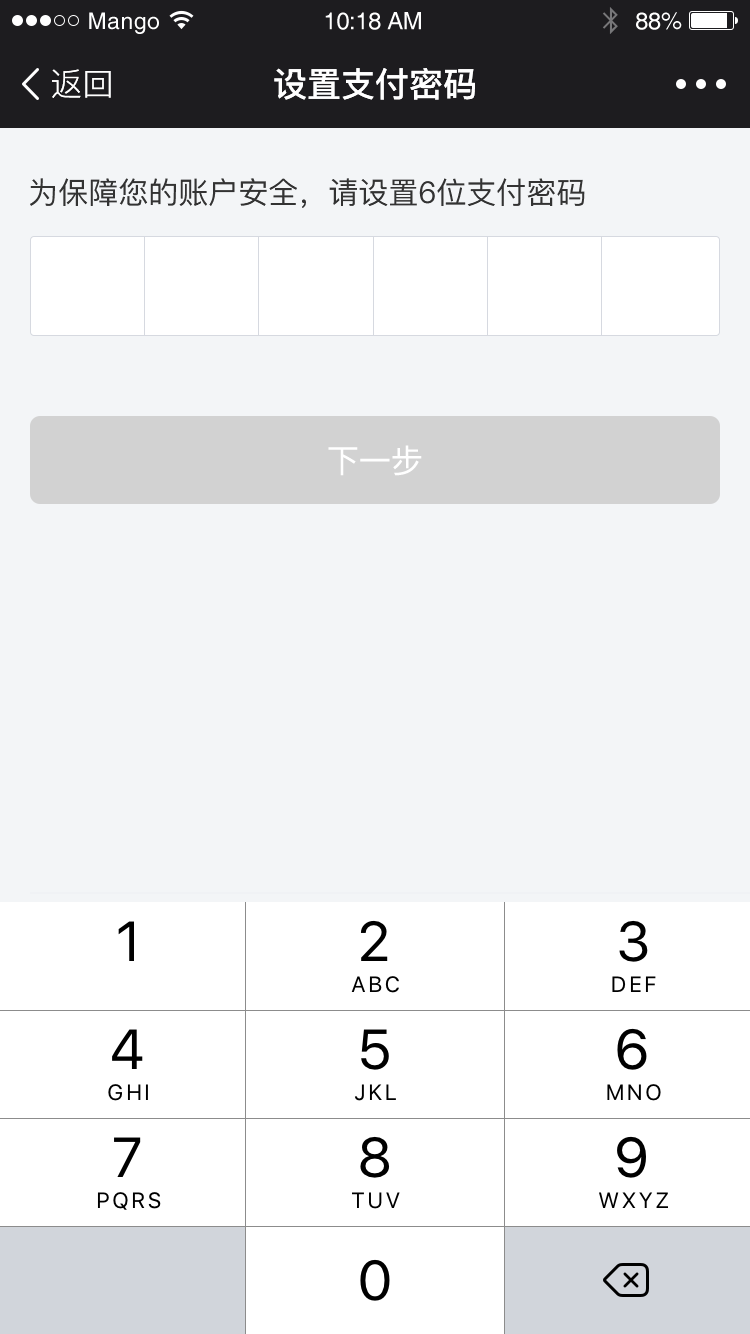 Mango 10:18 AM 88%
返回 设置支付密码
为保障您的账户安全，请设置6位支付密码
下一步
1 2 3
ABC DEF
4 5 6
GHI JKL MNO
7 8 9
PQRS TUV WXYZ
0